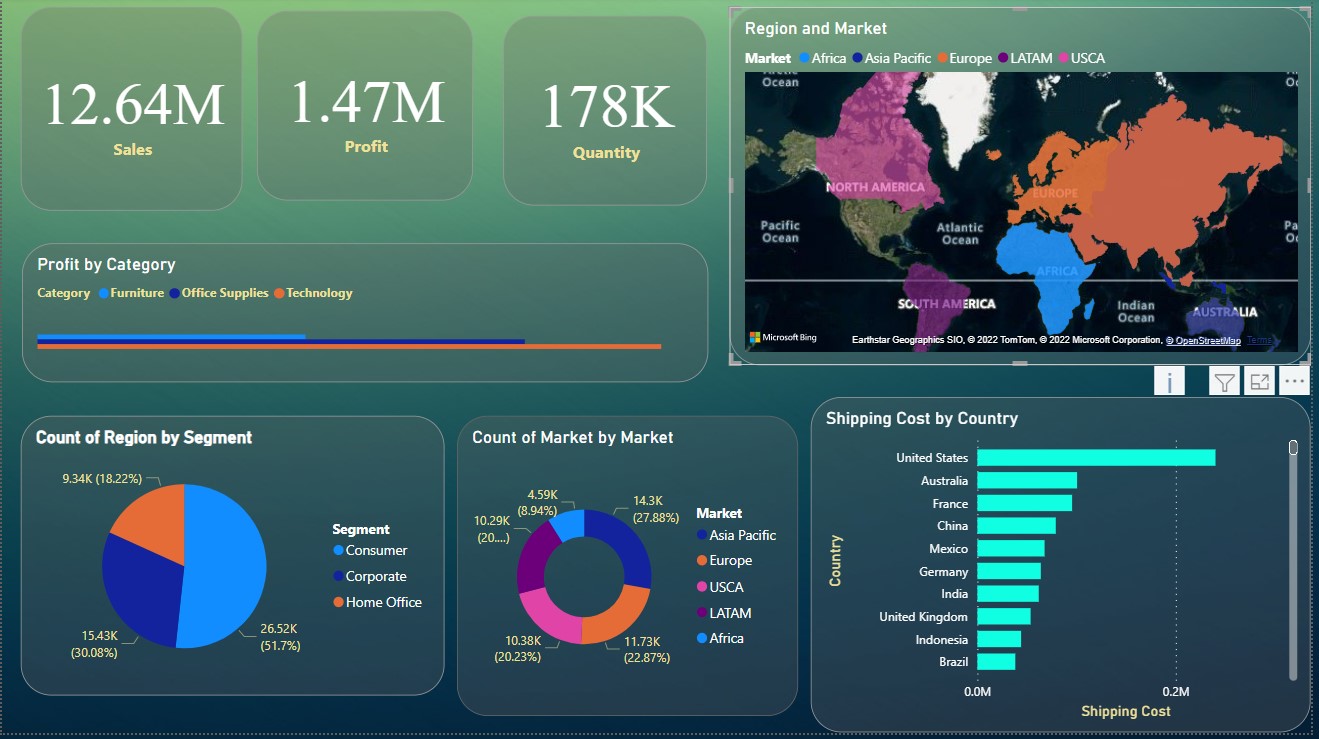 12.64M
Sales
1.47M
Profit
178K
Quantity
Region and Market
Market Africa Asia Pacific Europe LATAM USCA
Ocean
Ocean
NORTH AMERICA
EUROPE
Pacific
Ocean
Atlantic
Ocean
AFRICA
SOUTH AMERICA
Indian
Ocean
AUSTRALIA
Microsoft Bing
Earthstar Geographics SIO, © 2022 TomTom, © 2022 Microsoft Corporation, © OpenStreetMap Terms
Profit by Category
Category Furniture Office Supplies Technology
Count of Region by Segment
9.34K (18.22%)
15.43K
(30.08%)
26.52K
(51.7%)
Segment
Consumer
Corporate
Home Office
Count of Market by Market
4.59K
(8.94%)
14.3K
(27.88%)
10.29K
(20....)
10.38K
(20.23%)
11.73K
(22.87%)
Market
Asia Pacific
Europe
USCA
LATAM
Africa
i
...
Shipping Cost by Country
Country
United States
Australia
France
China
Mexico
Germany
India
United Kingdom
Indonesia
Brazil
0.0M 0.2M
Shipping Cost